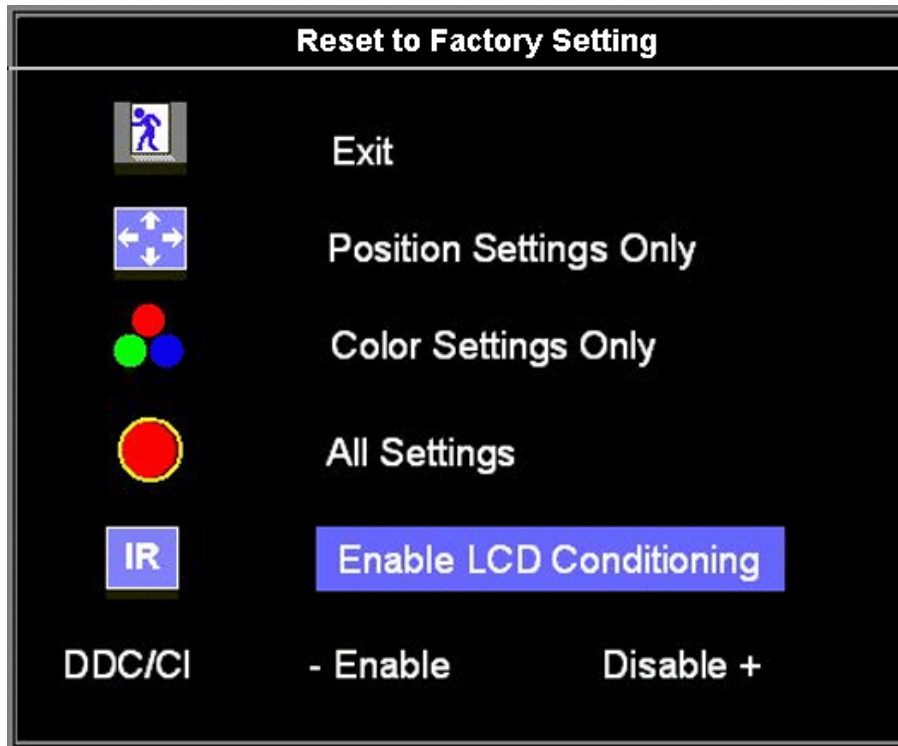 Reset to Factory Setting
Exit
Position Settings Only
Color Settings Only
All Settings
IR Enable LCD Conditioning
DDC/CI - Enable Disable +